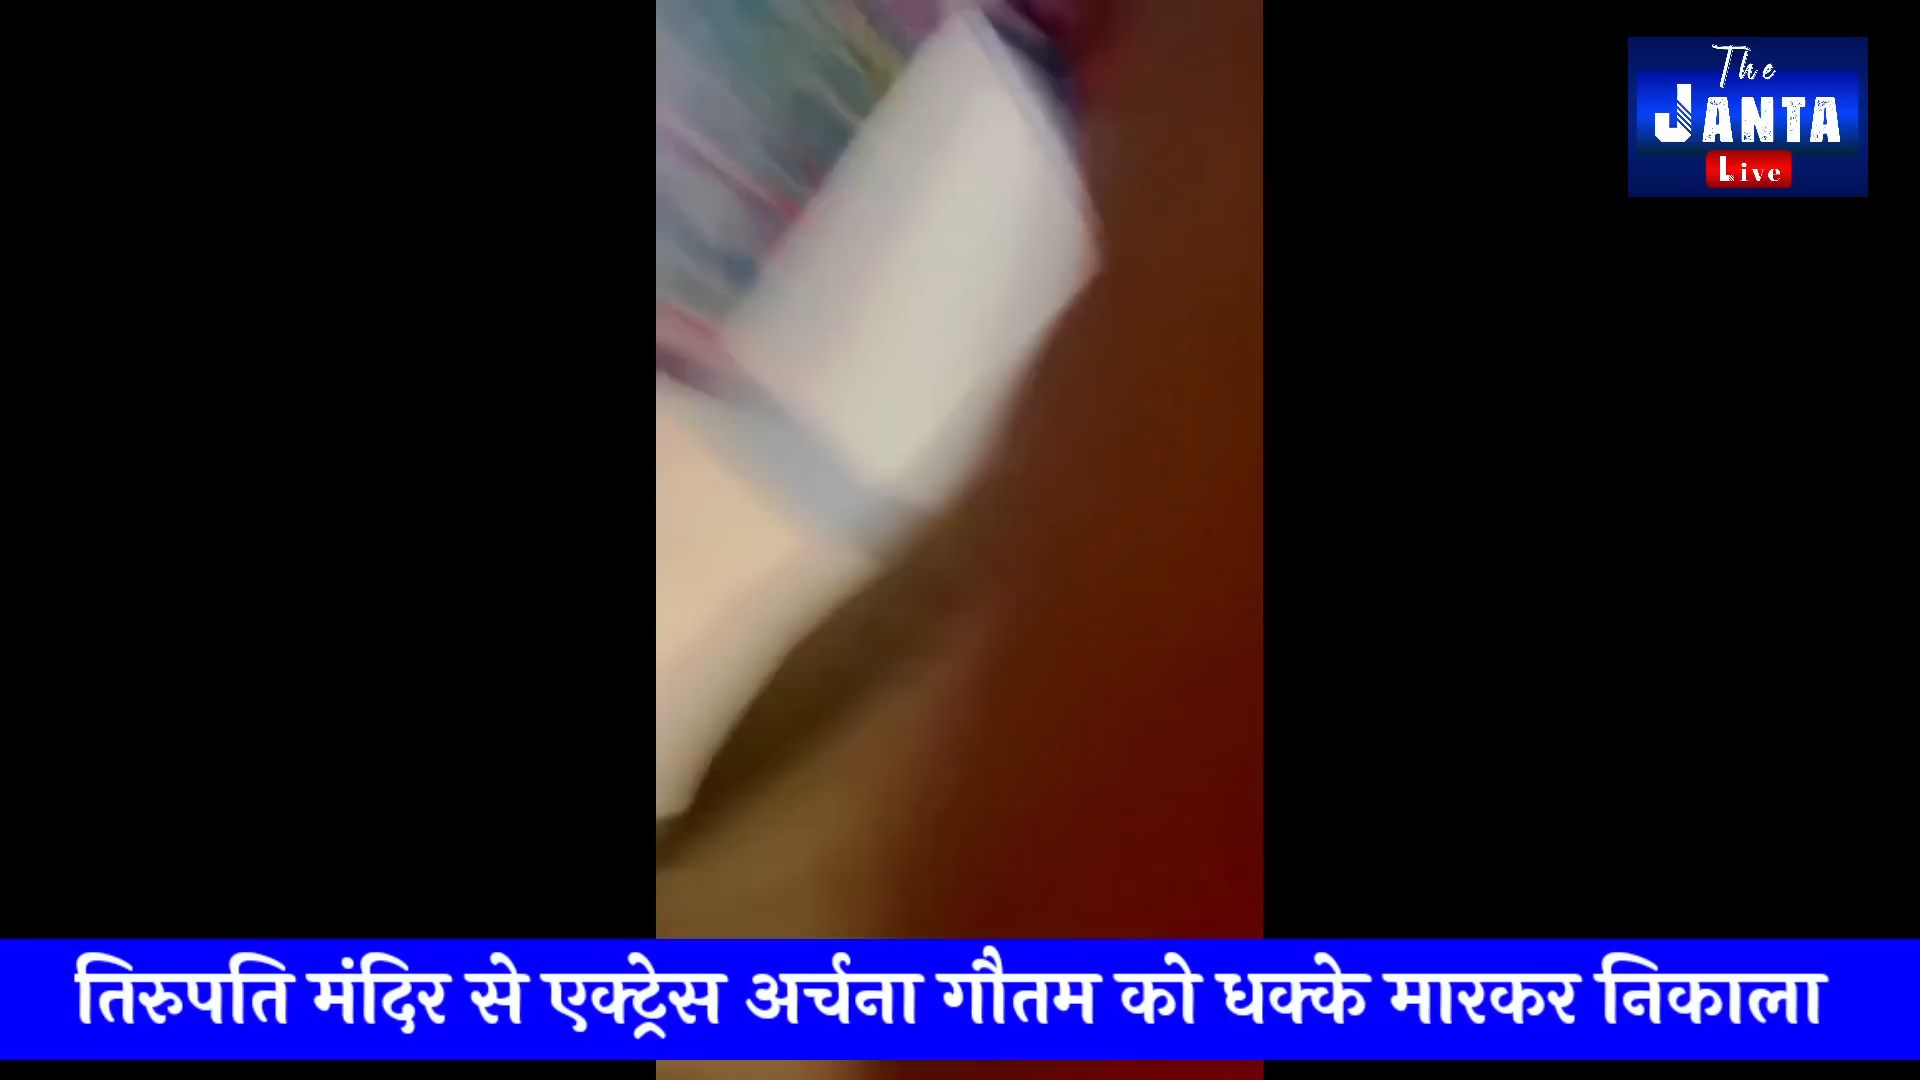 The
JANTA
Live
तिरुपति मंदिर से एक्ट्रेस अर्चना गौतम को धक्के मारकर निकाला